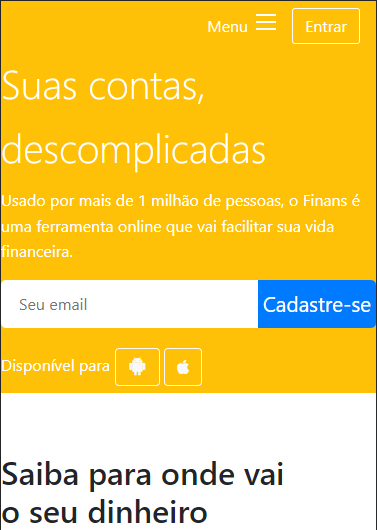 Menu Entrar
Suas contas,
descomplicadas
Usado por mais de 1 milhão de pessoas, o Finans é
uma ferramenta online que vai facilitar sua vida
financeira.
Seu email Cadastre-se
Disponível para
Saiba para onde vai
o seu dinheiro